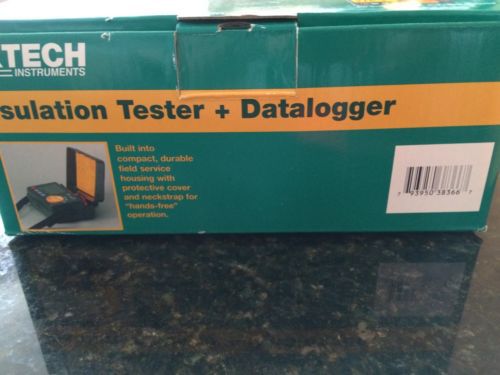 XTECH
INSTRUMENTS
sulation Tester + Datalogger
Built into
compact, durable
field service
housing with
protective cover
and neckstrap for
"hands-free"
operation.
7 93950 38366 7